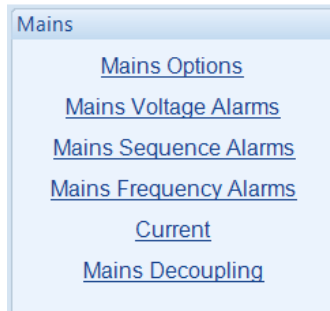 Mains
Mains Options
Mains Voltage Alarms
Mains Sequence Alarms
Mains Frequency Alarms
Current
Mains Decoupling